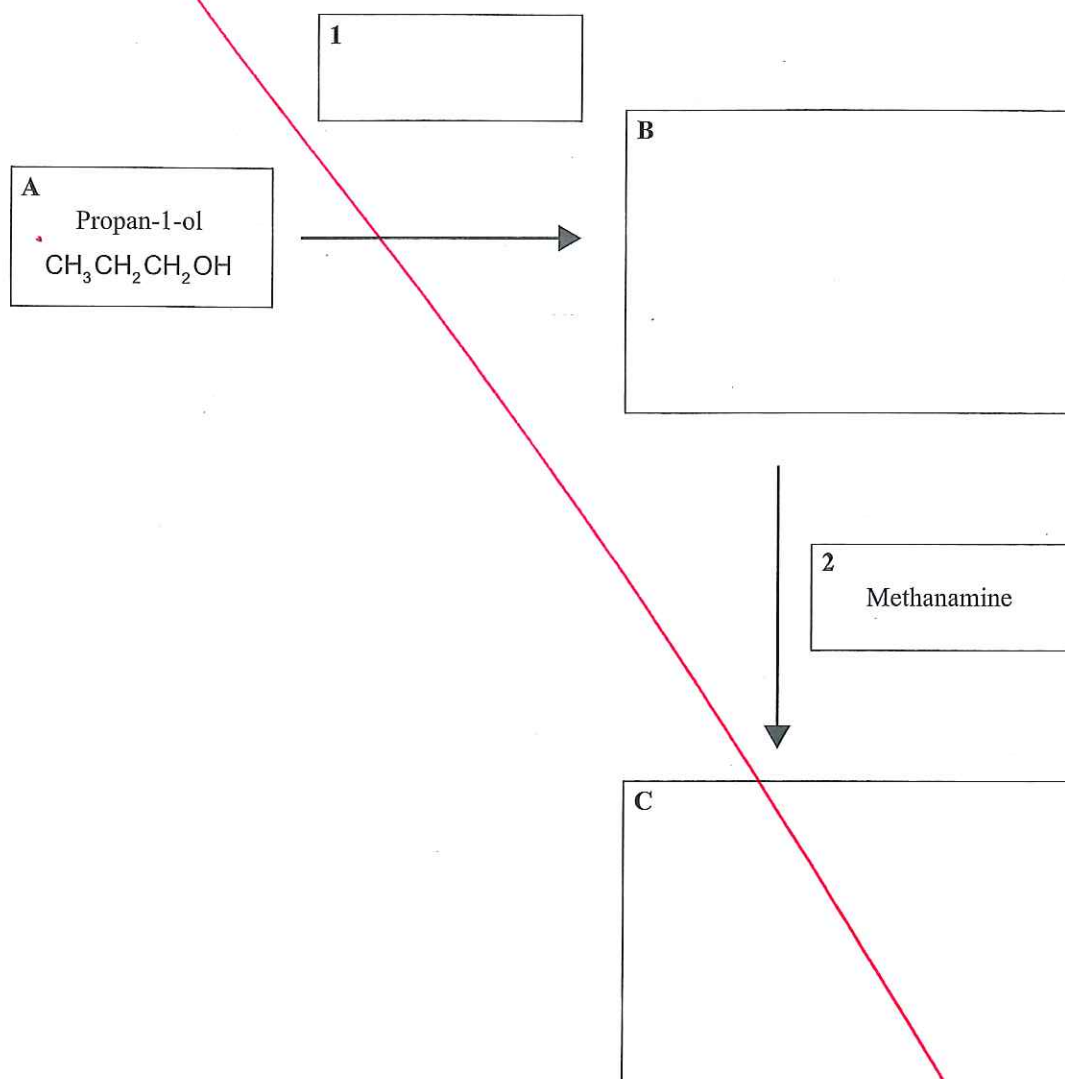 1
B
A
Propan-1-ol
CH₃CH₂CH₂OH
2
Methanamine
C